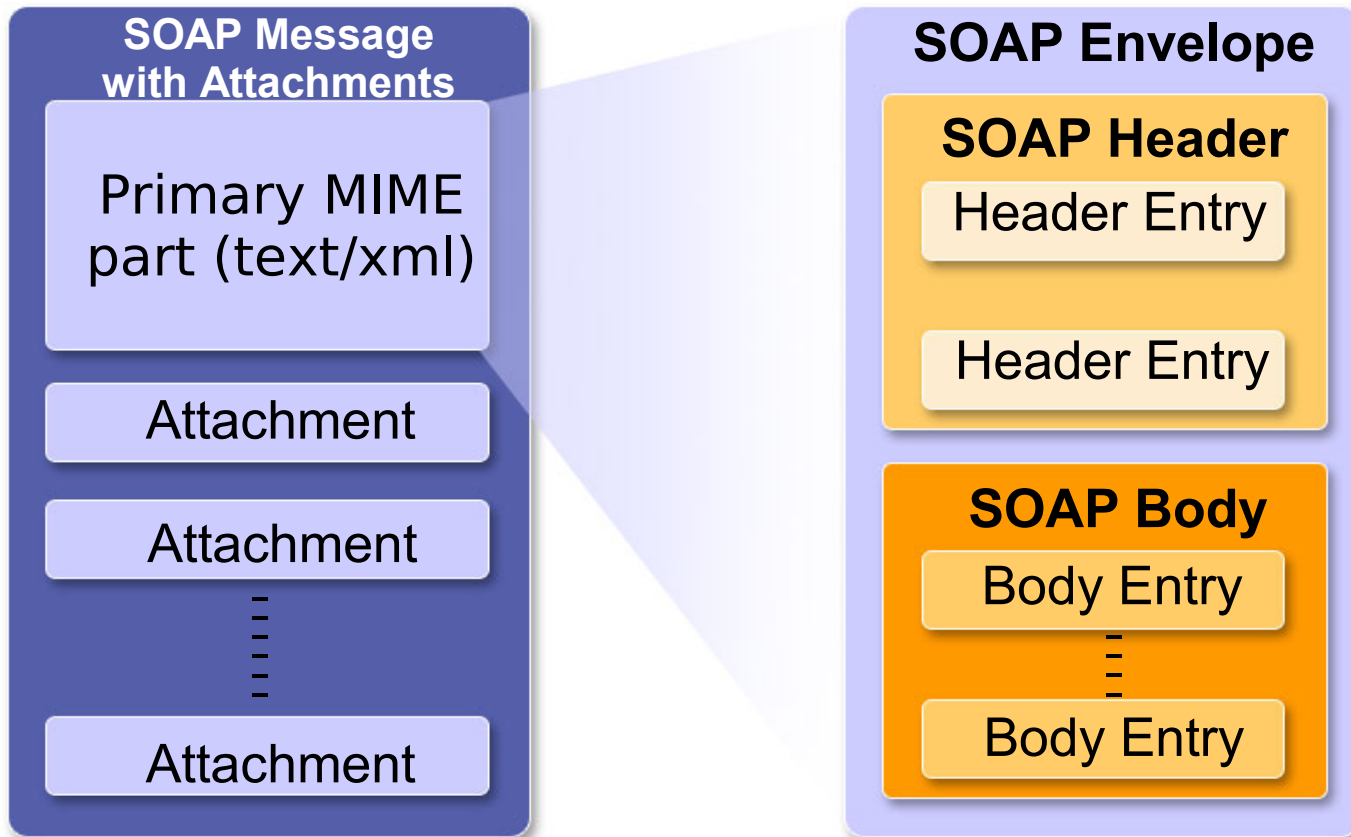 SOAP Message
with Attachments
Primary MIME
part (text/xml)
Attachment
Attachment
Attachment
SOAP Envelope
SOAP Header
Header Entry
Header Entry
SOAP Body
Body Entry
Body Entry